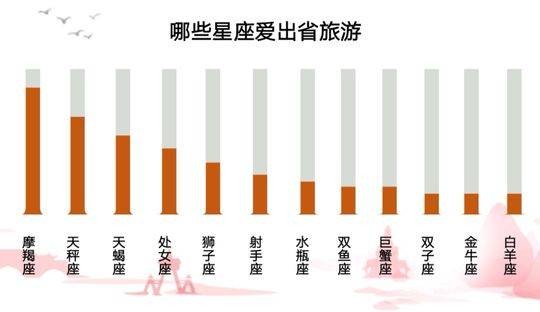 哪些星座爱出省旅游
摩羯座
天秤座
天蝎座
处女座
狮子座
射手座
水瓶座
双鱼座
巨蟹座
双子座
金牛座
白羊座